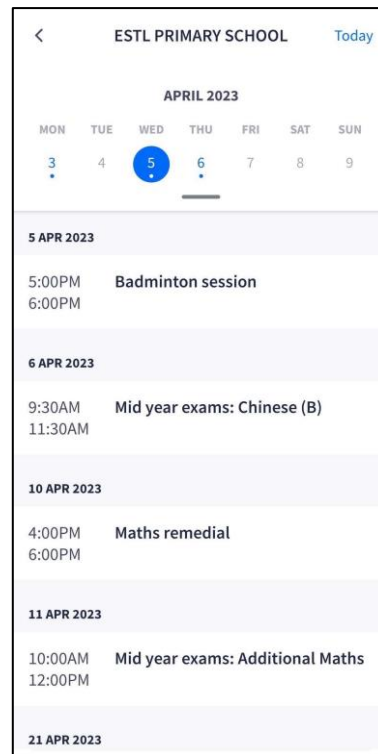 ESTL PRIMARY SCHOOL Today
APRIL 2023
MON TUE WED THU FRI SAT SUN
3 4 5 6 7 8 9
5 APR 2023
5:00PM Badminton session
6:00PM
6 APR 2023
9:30AM Mid year exams: Chinese (B)
11:30AM
10 APR 2023
4:00PM Maths remedial
6:00PM
11 APR 2023
10:00AM Mid year exams: Additional Maths
12:00PM
21 APR 2023